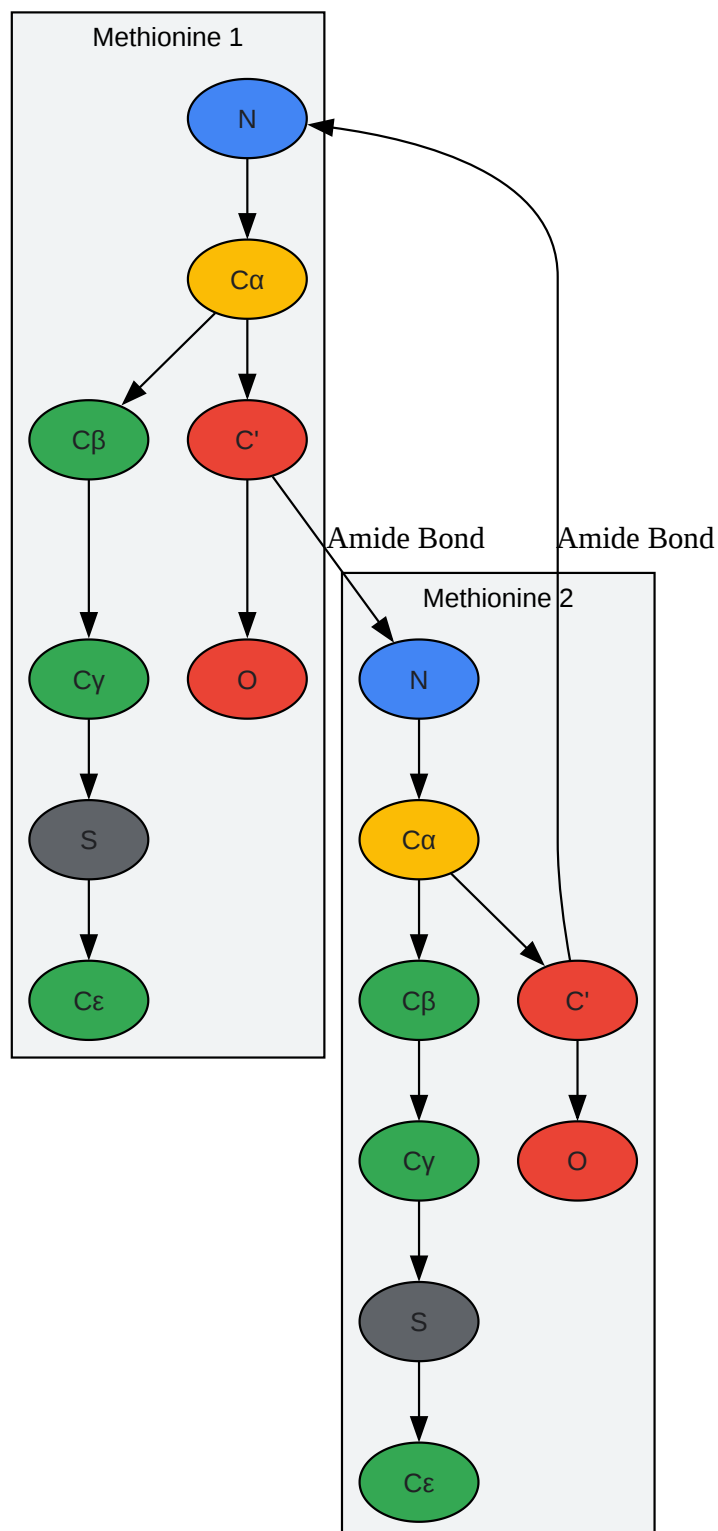 Methionine 1
N
Cα
Cβ
C'
Amide Bond
Amide Bond
Methionine 2
Cγ
O
N
S
Cα
Cε
Cβ
C'
Cγ
O
S
Cε